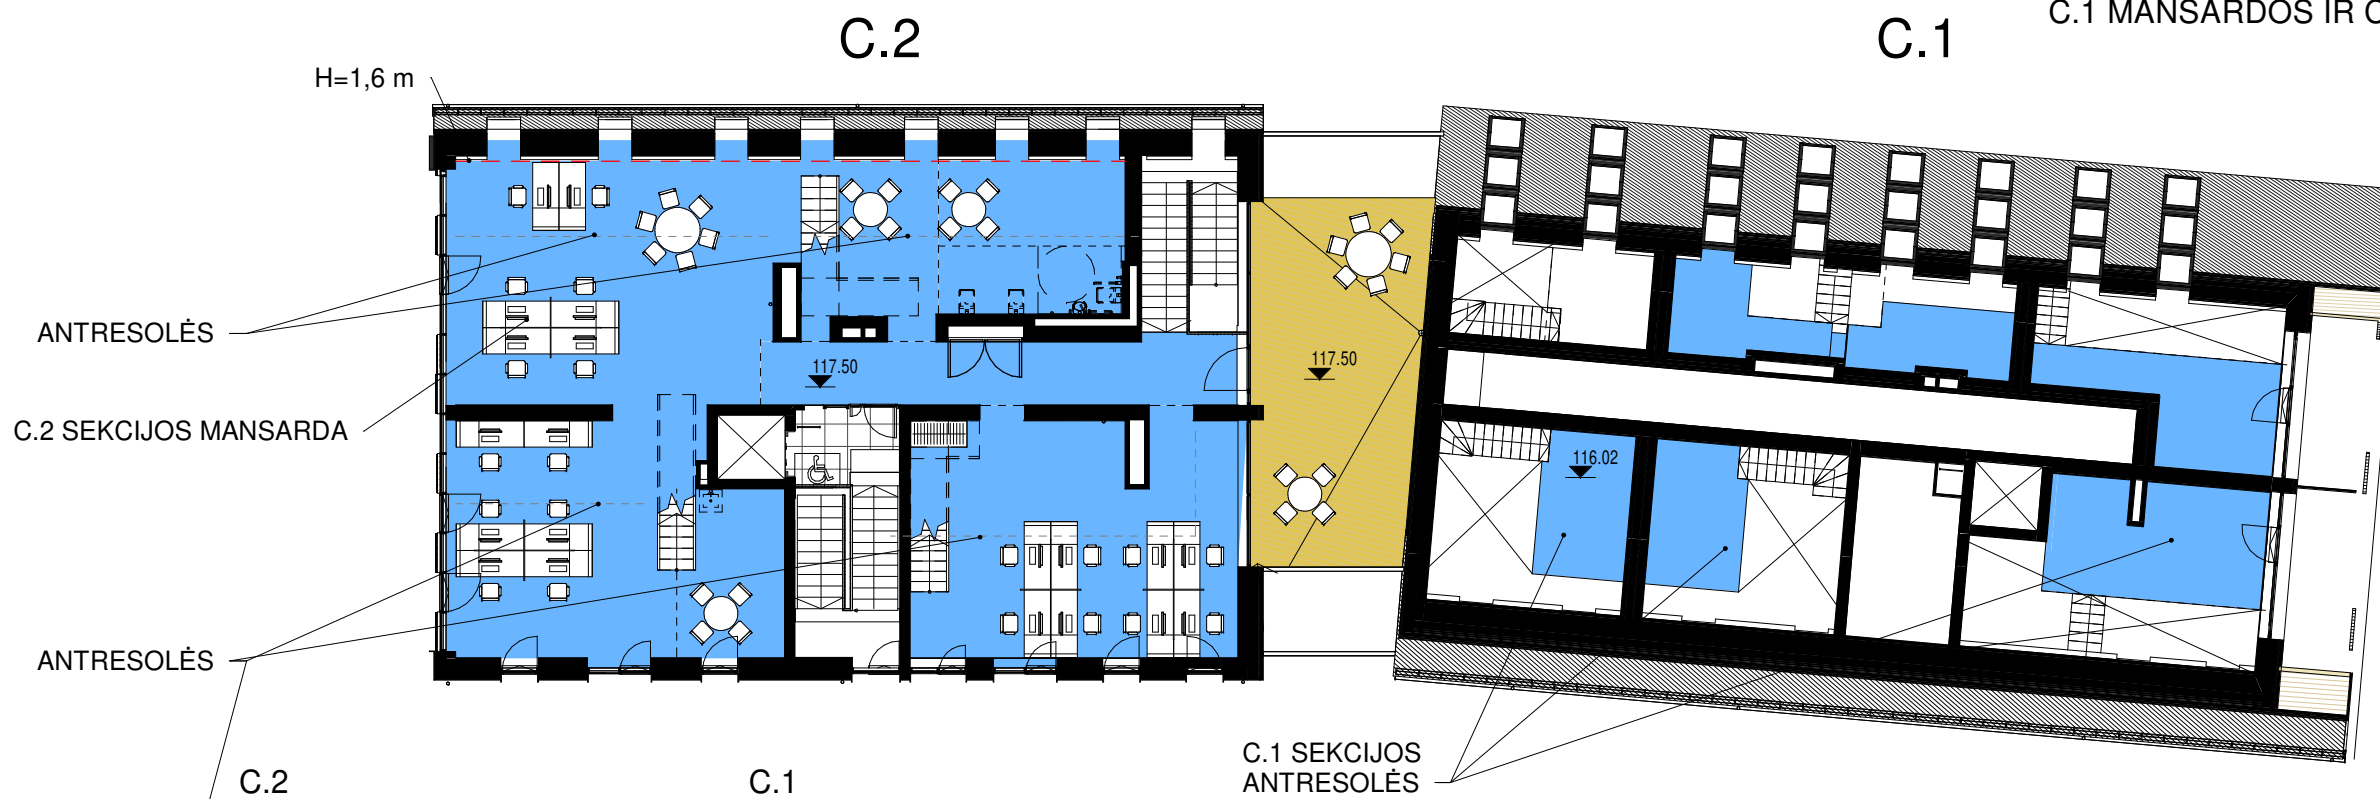 C.2
C.1
C.1 MANSARDOS IR C
H=1,6 m
ANTRESOLĖS
117.50
117.50
C.2 SEKCIJOS MANSARDA
116.02
ANTRESOLĖS
C.1 SEKCIJOS
ANTRESOLĖS
C.2
C.1